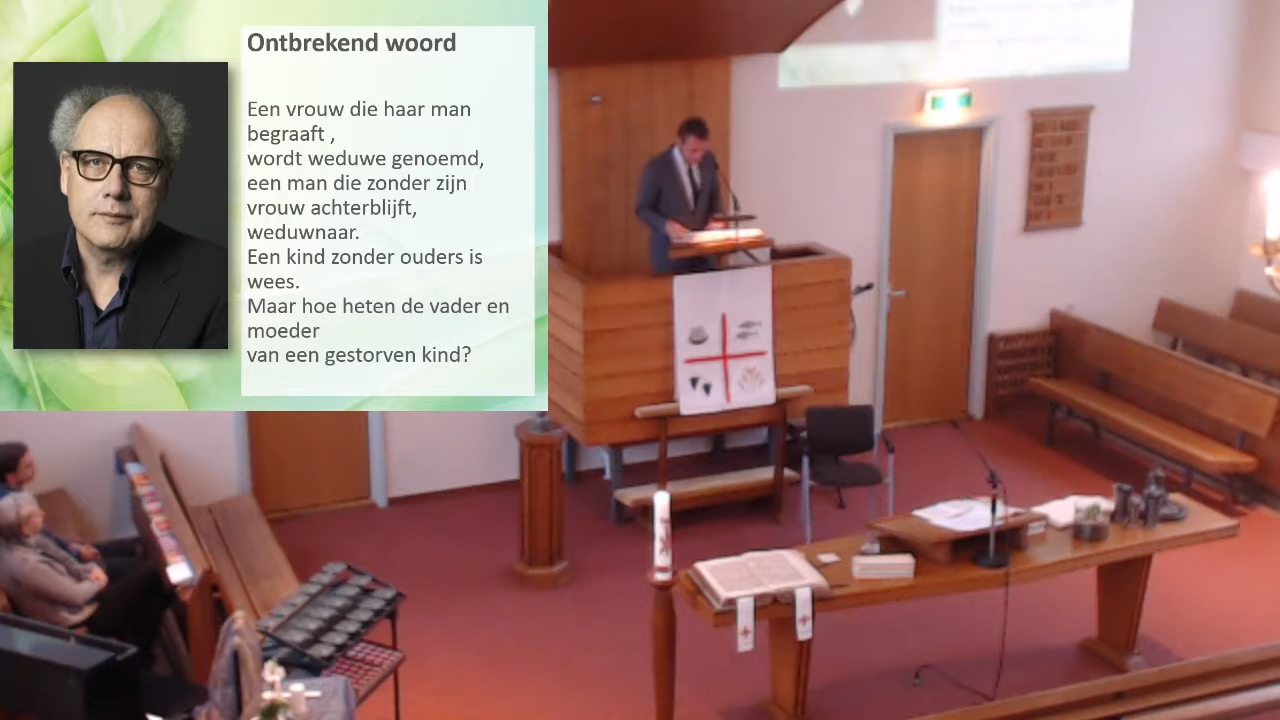 Ontbrekend woord
Een vrouw die haar man
begraaft ,
wordt weduwe genoemd,
een man die zonder zijn
vrouw achterblijft,
weduwnaar.
Een kind zonder ouders is
wees.
Maar hoe heten de vader en
moeder
van een gestorven kind?